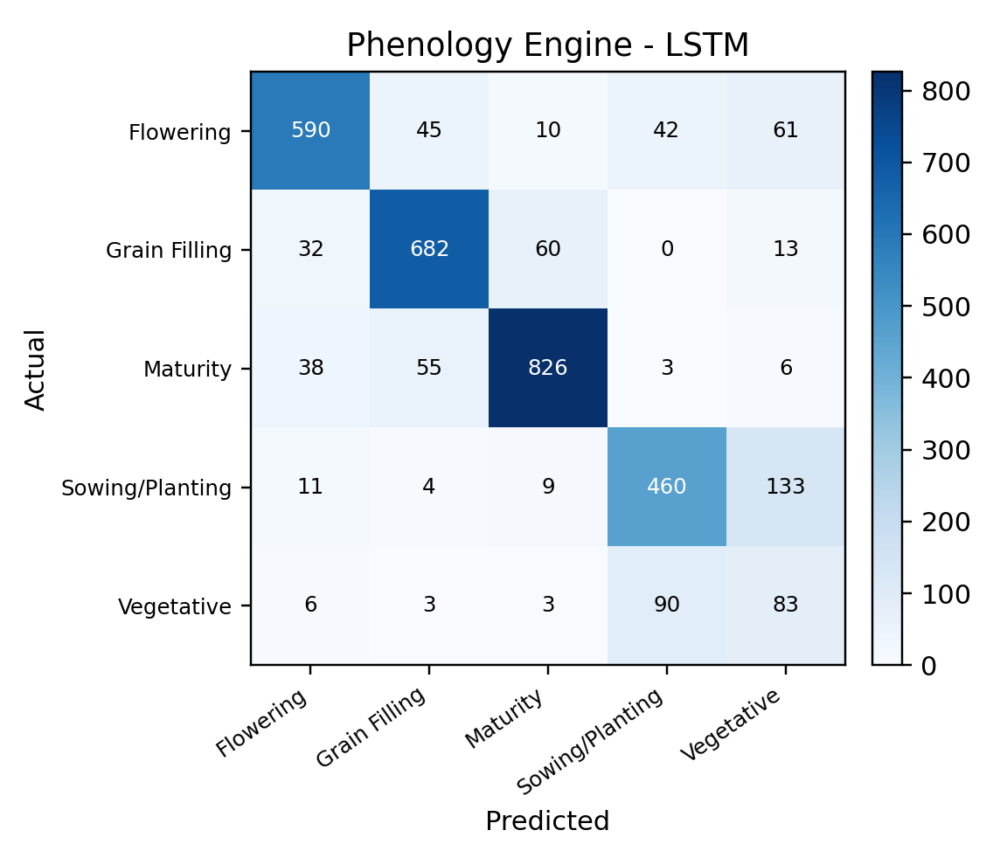 Phenology Engine - LSTM
Flowering 590 45 10 42 61
Grain Filling 32 682 60 0 13
Maturity 38 55 826 3 6
Sowing/Planting 11 4 9 460 133
Vegetative 6 3 3 90 83
Flowering Grain Filling Maturity Sowing/Planting Vegetative
Predicted
Actual
800
700
600
500
400
300
200
100
0